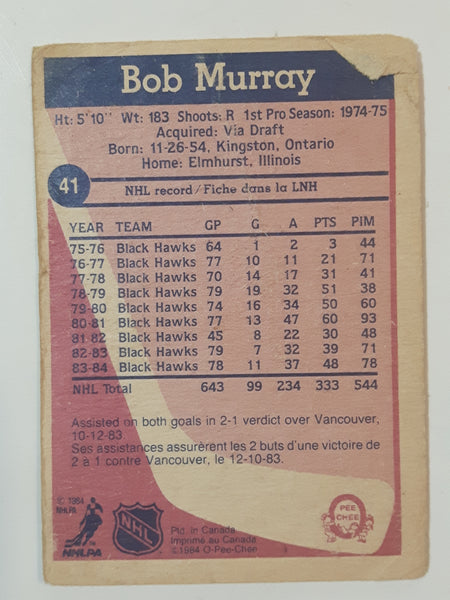 Bob Murray
Ht: 5'10" Wt: 183 Shoots: R 1st Pro Season: 1974-75
Acquired: Via Draft
Born: 11-26-54, Kingston, Ontario
Home: Elmhurst, Illinois
41
NHL record/Fiche dans la LNH
YEAR TEAM GP G A PTS PIM
75-76 Black Hawks 64 1 2 3 44
76-77 Black Hawks 77 10 11 21 71
77-78 Black Hawks 70 14 17 31 41
78-79 Black Hawks 79 19 32 51 38
79-80 Black Hawks 74 16 34 50 60
80-81 Black Hawks 77 13 47 60 93
81-82 Black Hawks 45 8 22 30 48
82-83 Black Hawks 79 7 32 39 71
83-84 Black Hawks 78 11 37 48 78
NHL Total 643 99 234 333 544
Assisted on both goals in 2-1 verdict over Vancouver,
10-12-83.
Ses assistances assurèrent les 2 buts d'une victoire de
2 à 1 contre Vancouver, le 12-10-83.
© 1984
NHLPA
NHLPA
NHL
Ptd. in Canada
Imprimé au Canada
©1984 O-Pee-Chee
O
PEE
CHEE